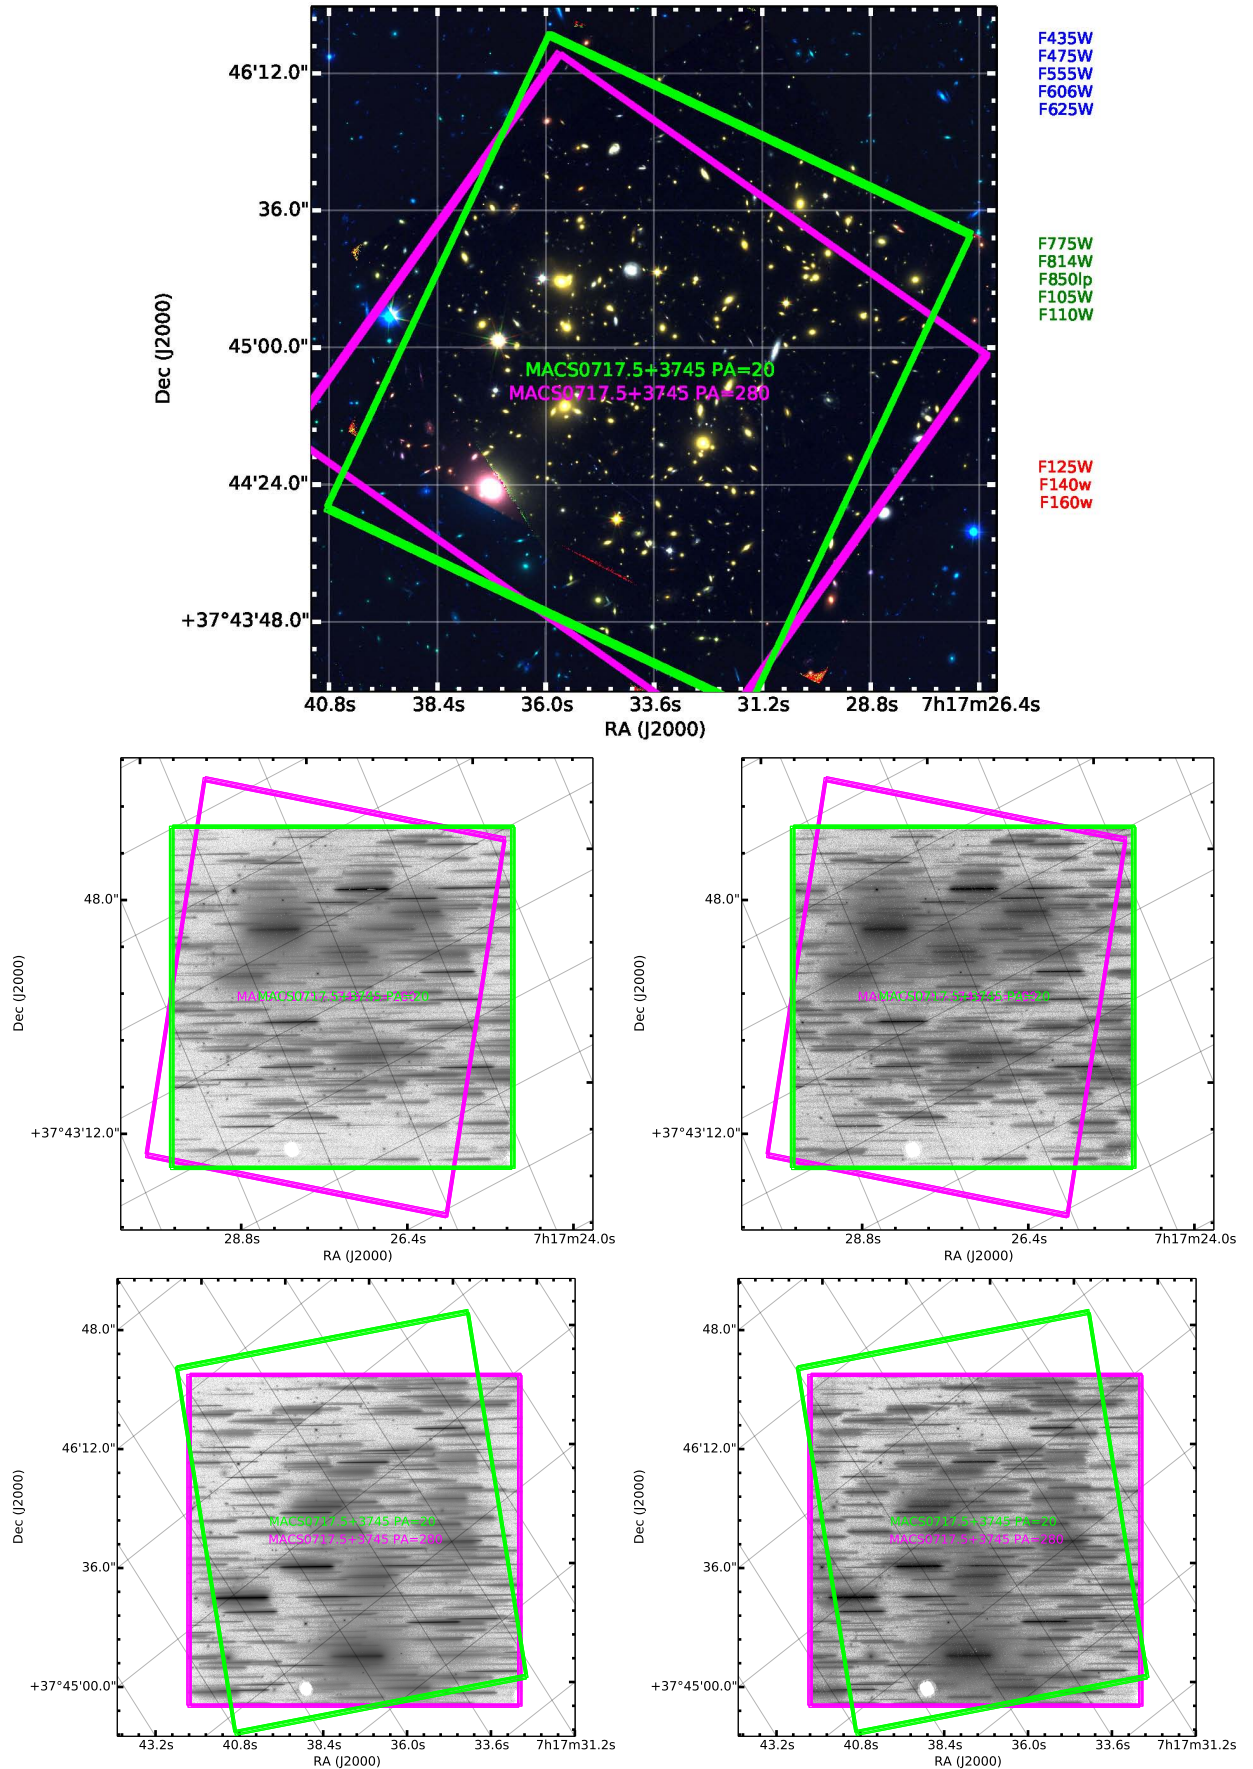 F435W
F475W
F555W
F606W
F625W
F775W
F814W
F850lp
F105W
F110W
F125W
F140w
F160w
46'12.0"
36.0"
45'00.0"
44'24.0"
+37°43'48.0"
Dec (J2000)
MACS0717.5+3745 PA=20
MACS0717.5+3745 PA=280
40.8s 38.4s 36.0s 33.6s 31.2s 28.8s 7h17m26.4s
RA (J2000)
48.0"
+37°43'12.0"
Dec (J2000)
28.8s 26.4s 7h17m24.0s
RA (J2000)
48.0"
+37°43'12.0"
Dec (J2000)
28.8s 26.4s 7h17m24.0s
RA (J2000)
48.0"
46'12.0"
36.0"
+37°45'00.0"
Dec (J2000)
MACS0717.5+3745 PA=20
MACS0717.5+3745 PA=280
43.2s 40.8s 38.4s 36.0s 33.6s 7h17m31.2s
RA (J2000)
48.0"
46'12.0"
36.0"
+37°45'00.0"
Dec (J2000)
MACS0717.5+3745 PA=20
MACS0717.5+3745 PA=280
43.2s 40.8s 38.4s 36.0s 33.6s 7h17m31.2s
RA (J2000)